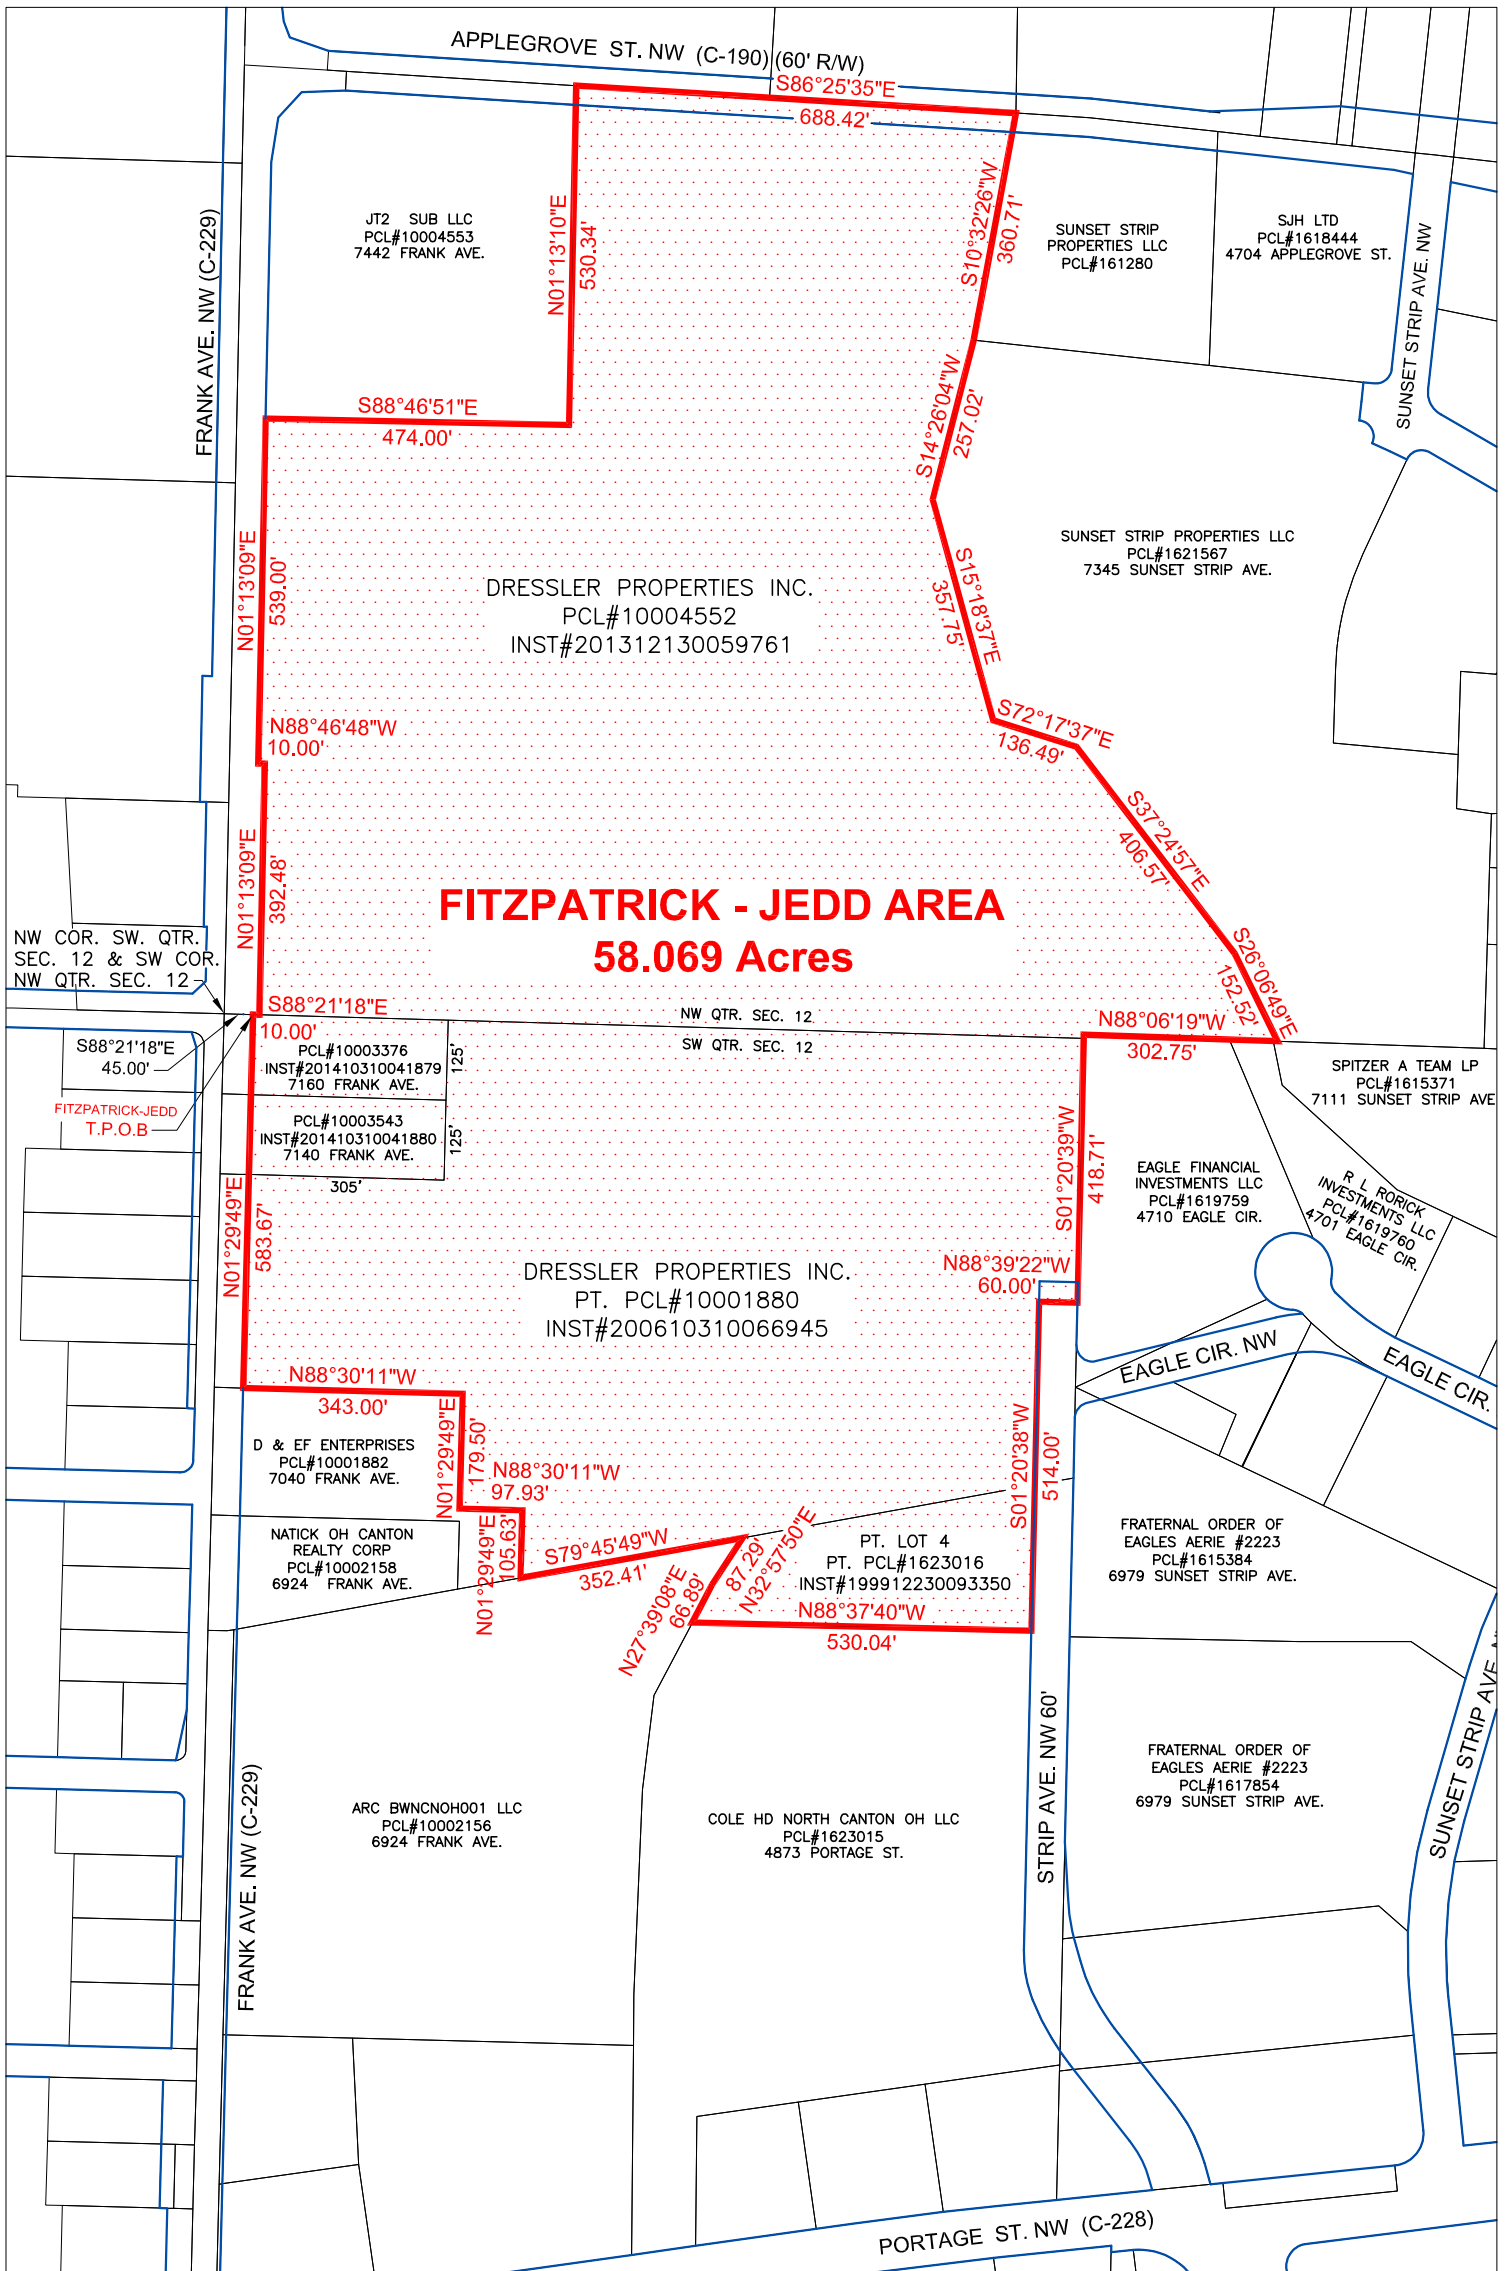 APPLEGROVE ST. NW (C-190) (60' R/W)
S86°25'35"E
688.42'
FRANK AVE. NW (C-229)
JT2 SUB LLC
PCL#10004553
7442 FRANK AVE.
N01°13'10"E
530.34'
S10°32'26"W
360.71'
SUNSET STRIP
PROPERTIES LLC
PCL#161280
SJH LTD
PCL#1618444
4704 APPLEGROVE ST.
SUNSET STRIP AVE. NW
S88°46'51"E
474.00'
S14°26'04"W
257.02'
N01°13'09"E
539.00'
DRESSLER PROPERTIES INC.
PCL#10004552
INST#201312130059761
S15°18'37"E
357.75'
SUNSET STRIP PROPERTIES LLC
PCL#1621567
7345 SUNSET STRIP AVE.
N88°46'48"W
10.00'
S72°17'37"E
136.49'
S37°24'57"E
406.57'
N01°13'09"E
392.48'
FITZPATRICK - JEDD AREA
58.069 Acres
NW COR. SW. QTR.
SEC. 12 & SW COR.
NW QTR. SEC. 12
S26°06'49"E
152.52'
S88°21'18"E
10.00'
NW QTR. SEC. 12
SW QTR. SEC. 12
N88°06'19"W
302.75'
S88°21'18"E
45.00'
PCL#10003376
INST#201410310041879
7160 FRANK AVE.
125'
SPITZER A TEAM LP
PCL#1615371
7111 SUNSET STRIP AVE
FITZPATRICK-JEDD
T.P.O.B
PCL#10003543
INST#201410310041880
7140 FRANK AVE.
125'
305'
S01°20'39"W
418.71'
EAGLE FINANCIAL
INVESTMENTS LLC
PCL#1619759
4710 EAGLE CIR.
R L RORICK
INVESTMENTS LLC
PCL#1619760
4701 EAGLE CIR.
N01°29'49"E
583.67'
DRESSLER PROPERTIES INC.
PT. PCL#10001880
INST#200610310066945
N88°39'22"W
60.00'
EAGLE CIR. NW
EAGLE CIR.
N88°30'11"W
343.00'
N01°29'49"E
179.50'
D & EF ENTERPRISES
PCL#10001882
7040 FRANK AVE.
N88°30'11"W
97.93'
S01°20'38"W
514.00'
NATICK OH CANTON
REALTY CORP
PCL#10002158
6924 FRANK AVE.
N01°29'49"E
105.63'
S79°45'49"W
352.41'
87.29'
N32°57'50"E
N27°39'08"E
66.89'
PT. LOT 4
PT. PCL#1623016
INST#199912230093350
N88°37'40"W
530.04'
FRATERNAL ORDER OF
EAGLES AERIE #2223
PCL#1615384
6979 SUNSET STRIP AVE.
FRANK AVE. NW (C-229)
ARC BWNCNOH001 LLC
PCL#10002156
6924 FRANK AVE.
COLE HD NORTH CANTON OH LLC
PCL#1623015
4873 PORTAGE ST.
STRIP AVE. NW 60'
FRATERNAL ORDER OF
EAGLES AERIE #2223
PCL#1617854
6979 SUNSET STRIP AVE.
SUNSET STRIP AVE.
PORTAGE ST. NW (C-228)